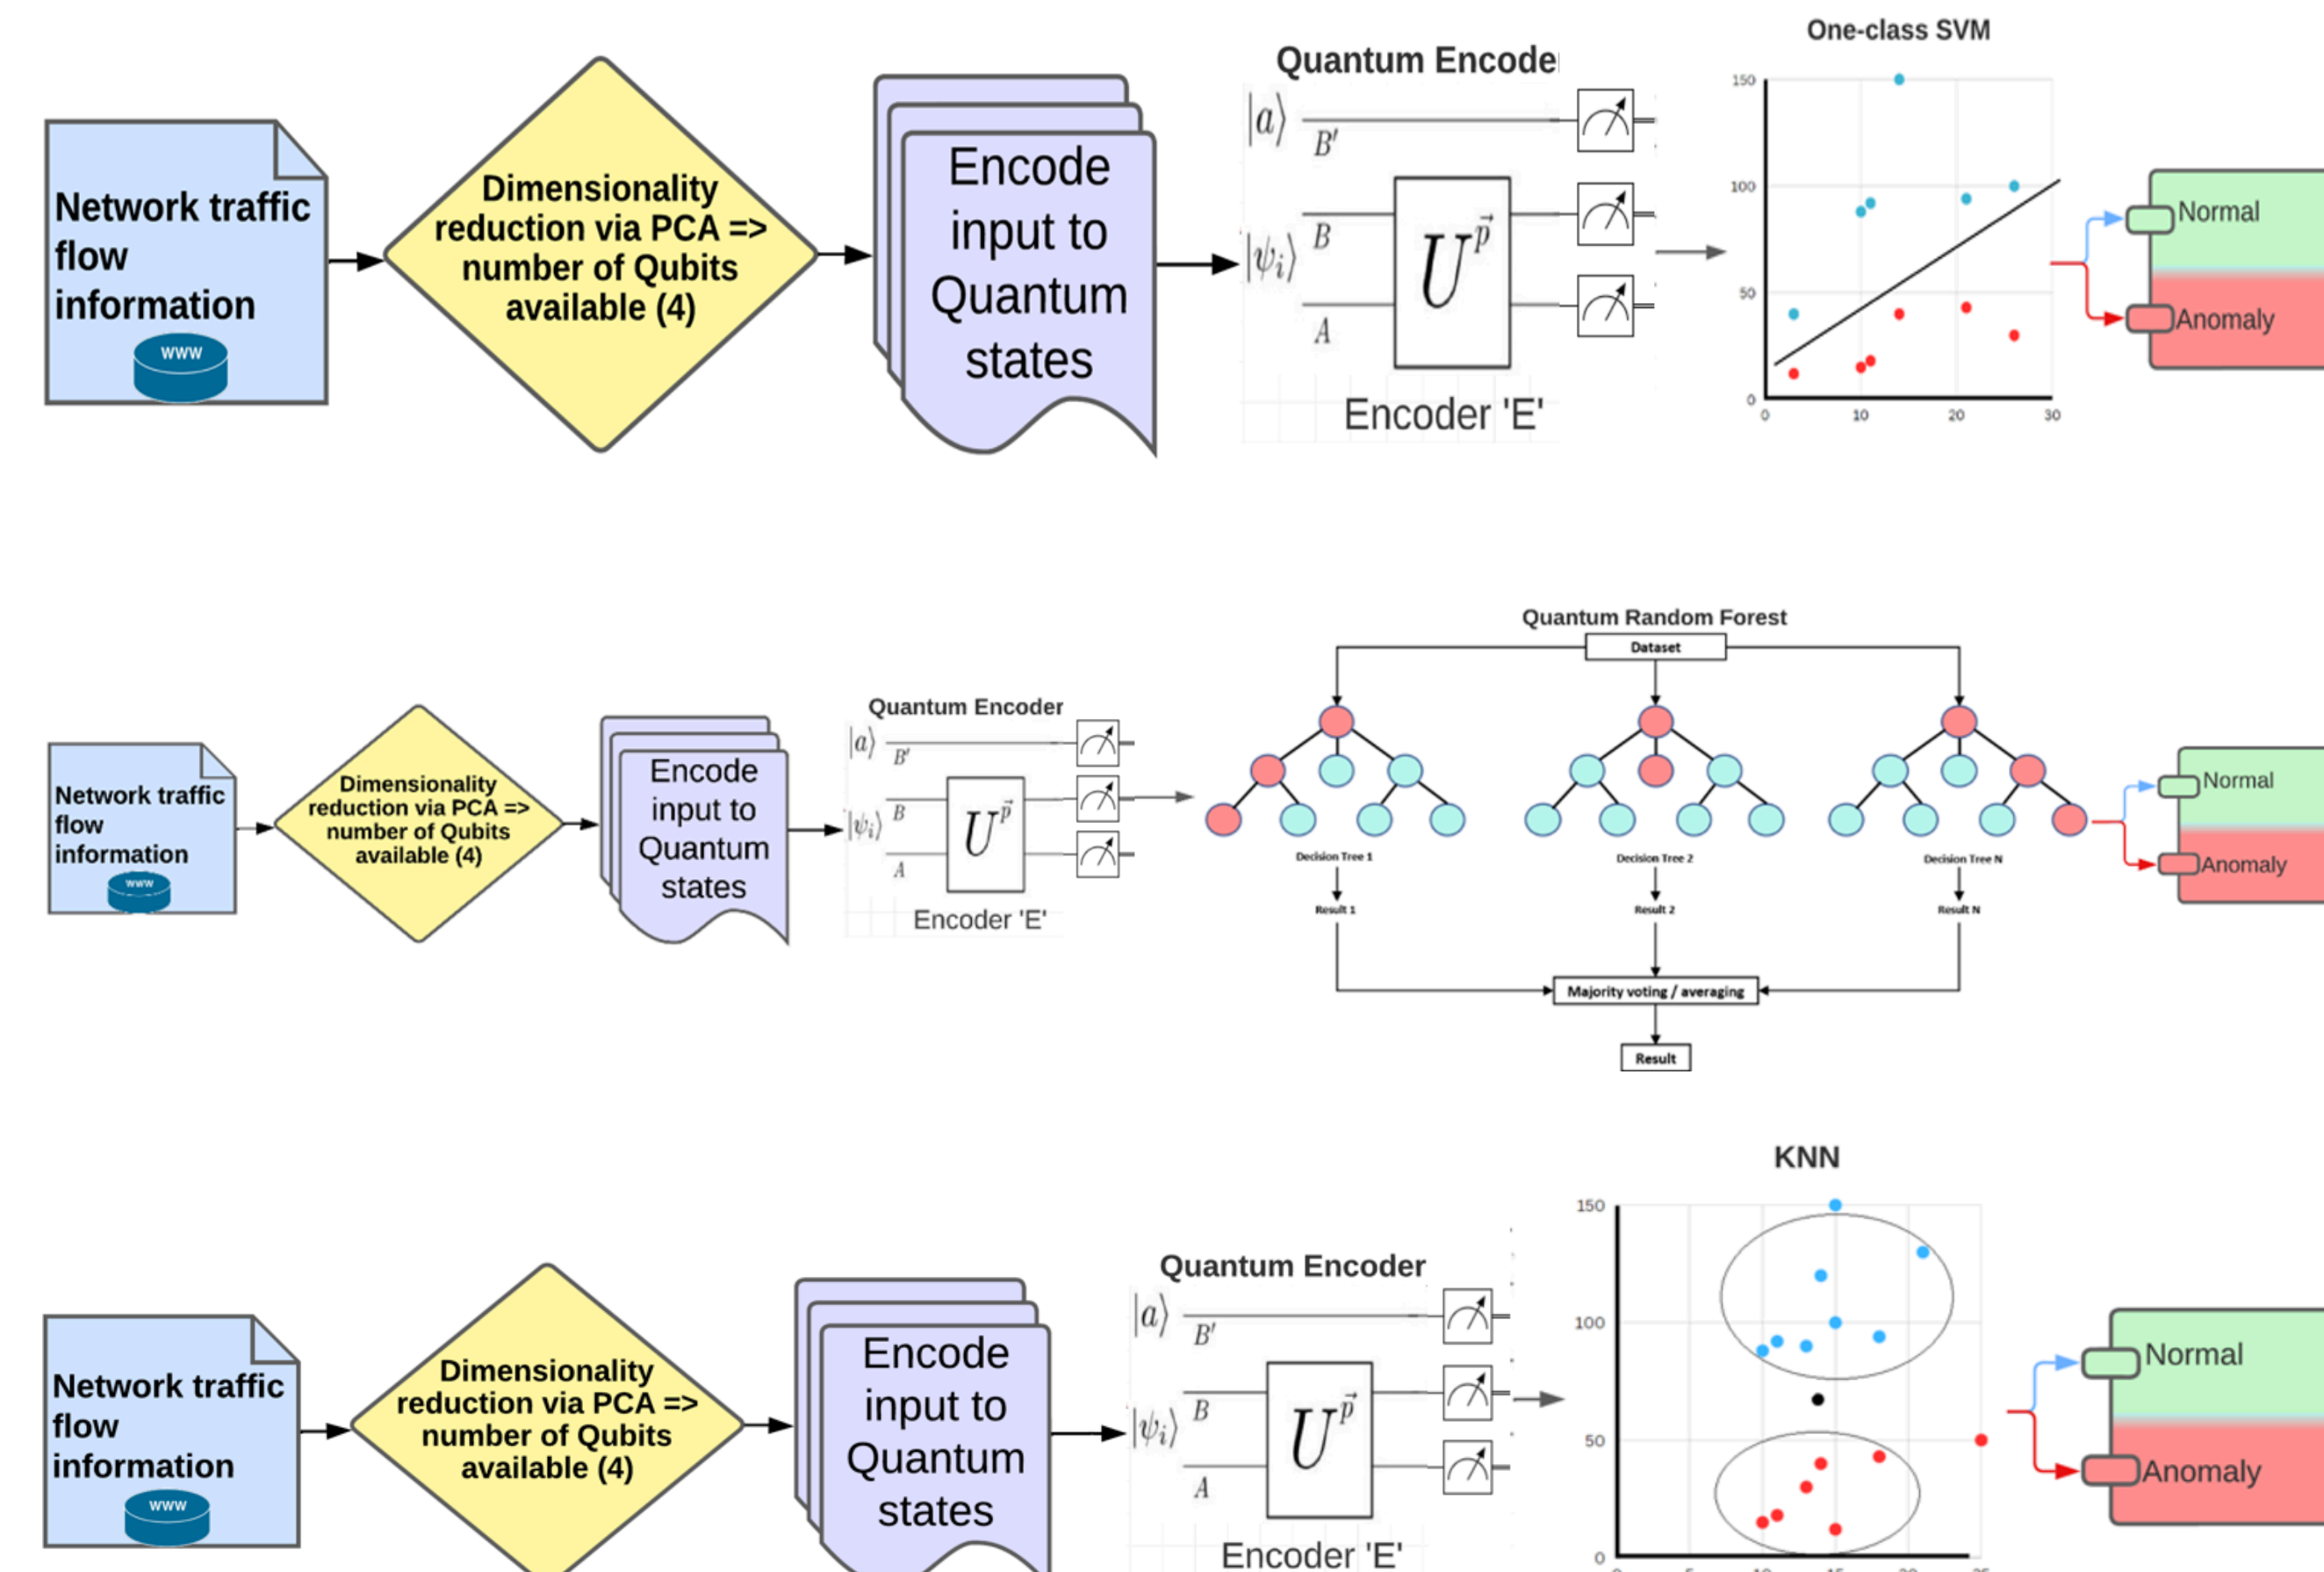 One-class SVM
Quantum Encode
Network traffic
flow
information
www
Dimensionality
reduction via PCA =>
number of Qubits
available (4)
Encode
input to
Quantum
states
|a⟩
B′
|ψi⟩
B
A
U p⃗
Encoder 'E'
150
100
50
0
0 10 20 30
Normal
Anomaly
Quantum Random Forest
Dataset
Network traffic
flow
information
www
Dimensionality
reduction via PCA =>
number of Qubits
available (4)
Encode
input to
Quantum
states
Quantum Encoder
|a⟩
B′
|ψi⟩
B
A
U p⃗
Encoder 'E'
Decision Tree 1 Decision Tree 2 Decision Tree N
Result 1 Result 2 Result N
Majority voting / averaging
Result
Normal
Anomaly
KNN
Network traffic
flow
information
www
Dimensionality
reduction via PCA =>
number of Qubits
available (4)
Encode
input to
Quantum
states
Quantum Encoder
|a⟩
B′
|ψi⟩
B
A
U p⃗
Encoder 'E'
150
100
50
0
Normal
Anomaly